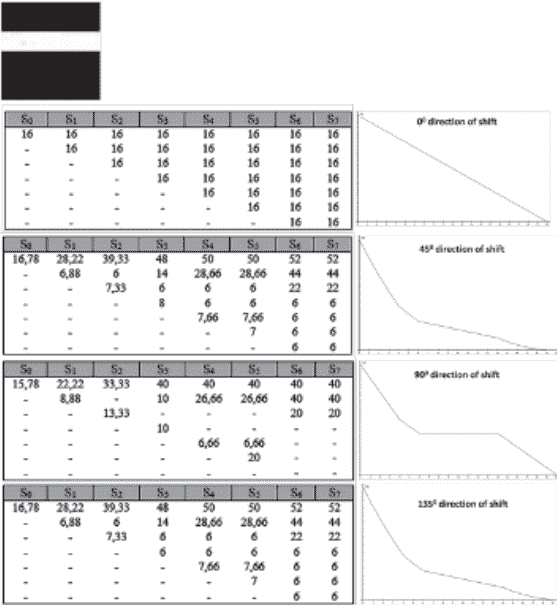 S0 S1 S2 S3 S4 S5 S6 S7
16 16 16 16 16 16 16 16
- 16 16 16 16 16 16 16
- - 16 16 16 16 16 16
- - - 16 16 16 16 16
- - - - 16 16 16 16
- - - - - 16 16 16
- - - - - - 16 16
0⁰ direction of shift
S0 S1 S2 S3 S4 S5 S6 S7
16,78 28,22 39,33 48 50 50 52 52
- 6,88 6 14 28,66 28,66 44 44
- - 7,33 6 6 6 22 22
- - - 8 6 6 6 6
- - - - 7,66 7,66 6 6
- - - - - 7 6 6
- - - - - - 6 6
45⁰ direction of shift
S0 S1 S2 S3 S4 S5 S6 S7
15,78 22,22 33,33 40 40 40 40 40
- 8,88 - 10 26,66 26,66 40 40
- - 13,33 - - - 20 20
- - - 10 - - - -
- - - - 6,66 6,66 - -
- - - - - 20 - -
- - - - - - - -
90⁰ direction of shift
S0 S1 S2 S3 S4 S5 S6 S7
16,78 28,22 39,33 48 50 50 52 52
- 6,88 6 14 28,66 28,66 44 44
- - 7,33 6 6 6 22 22
- - - 6 6 6 6 6
- - - - 7,66 7,66 6 6
- - - - - 7 6 6
- - - - - - 6 6
135⁰ direction of shift